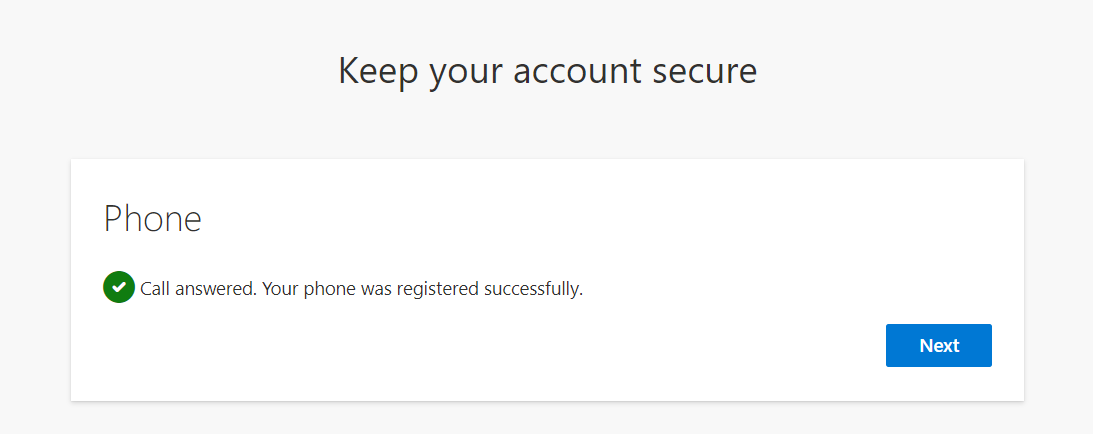 Keep your account secure
Phone
Call answered. Your phone was registered successfully.
Next